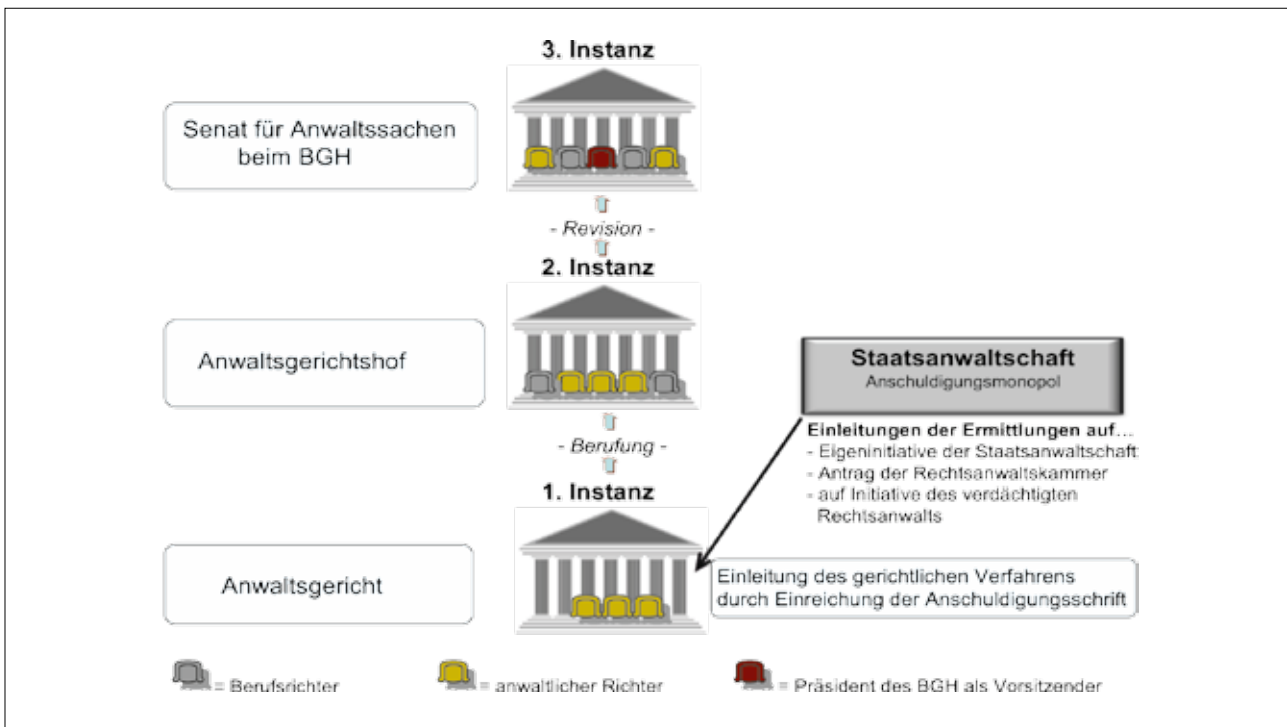 3. Instanz
Senat für Anwaltssachen
beim BGH
- Revision -
2. Instanz
Anwaltsgerichtshof
Staatsanwaltschaft
Anschuldigungsmonopol
Einleitungen der Ermittlungen auf...
- Eigeninitiative der Staatsanwaltschaft
- Antrag der Rechtsanwaltskammer
- auf Initiative des verdächtigten
Rechtsanwalts
- Berufung -
1. Instanz
Anwaltsgericht
Einleitung des gerichtlichen Verfahrens
durch Einreichung der Anschuldigungsschrift
= Berufsrichter
= anwaltlicher Richter
= Präsident des BGH als Vorsitzender